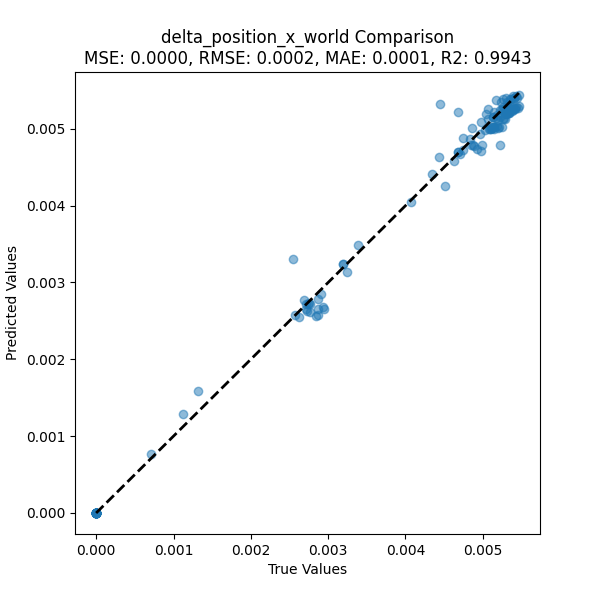 delta_position_x_world Comparison
MSE: 0.0000, RMSE: 0.0002, MAE: 0.0001, R2: 0.9943
0.005
0.004
0.003
0.002
0.001
0.000
Predicted Values
0.000 0.001 0.002 0.003 0.004 0.005
True Values